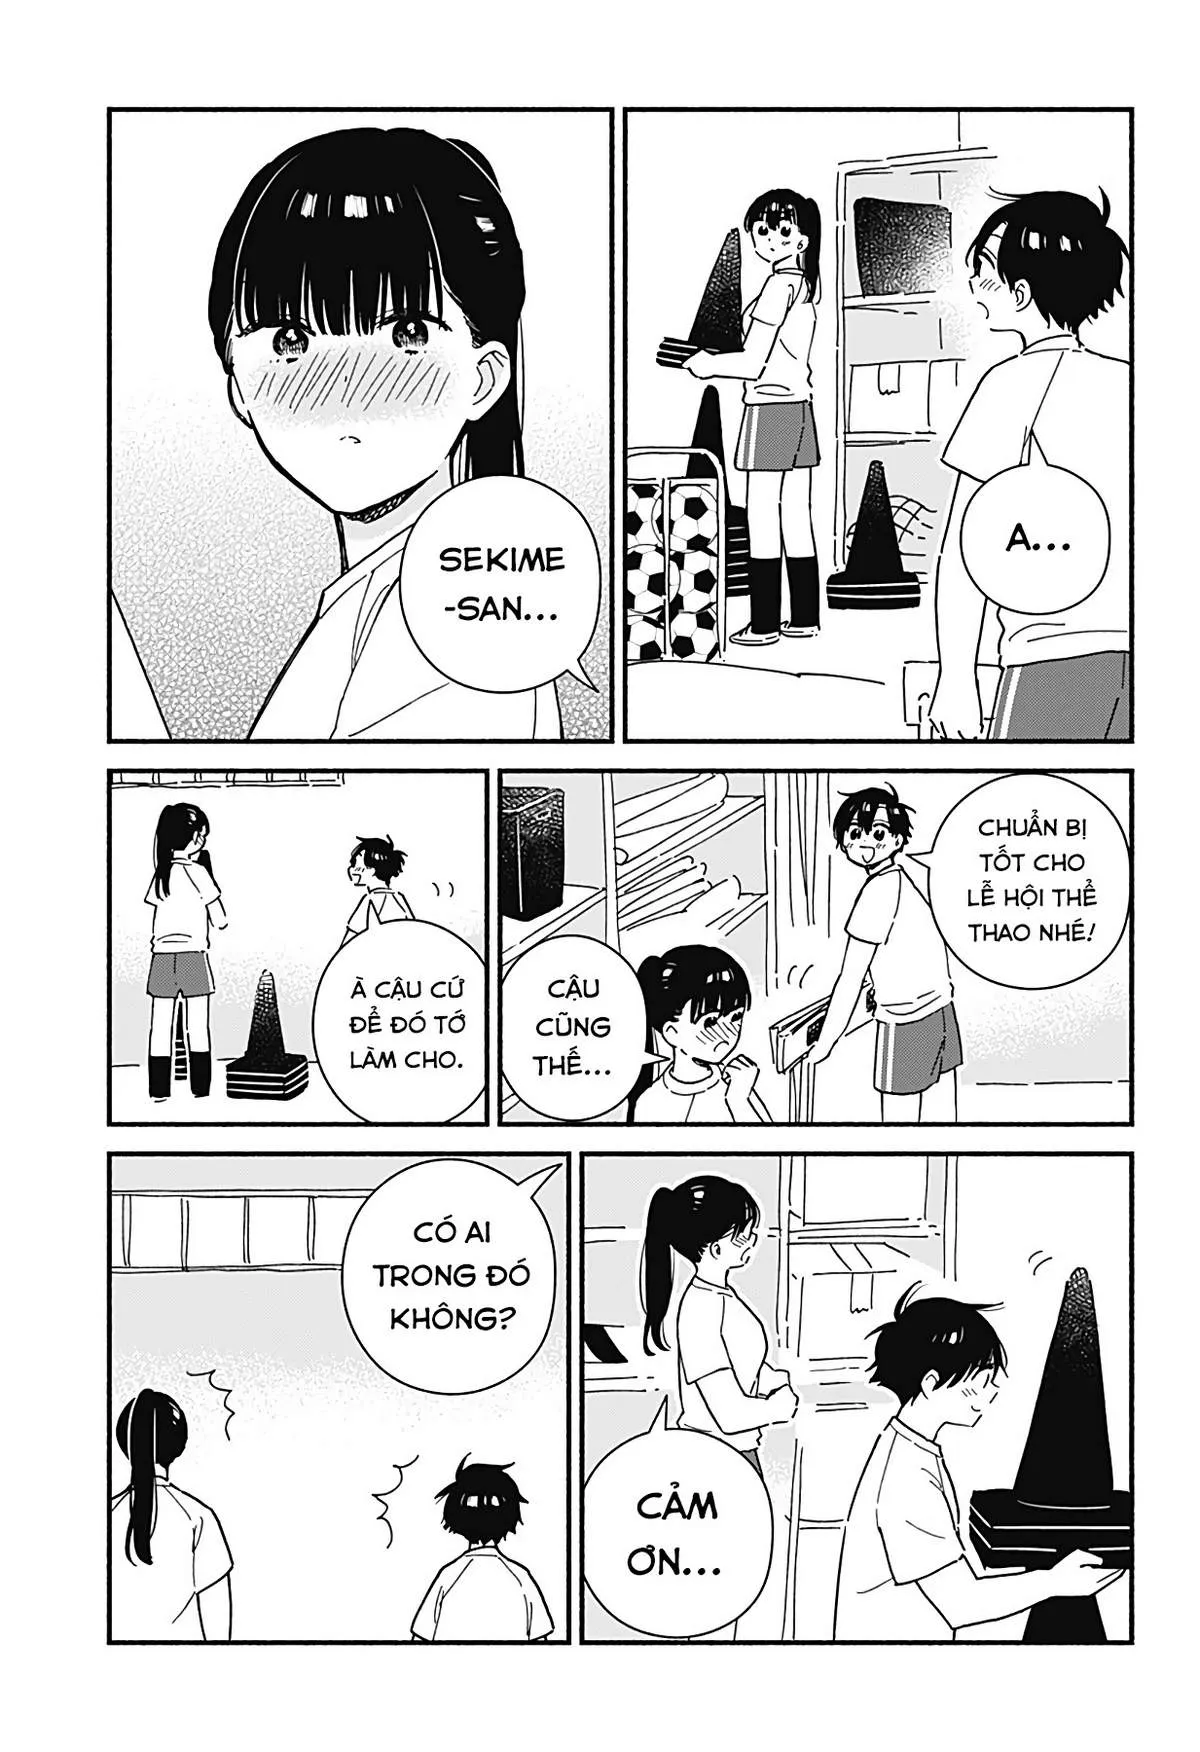 A...
SEKIME
-SAN...
CHUẨN BỊ
TỐT CHO
LỄ HỘI THỂ
THAO NHÉ!
CẬU
CŨNG
THẾ...
À CẬU CỨ
ĐỂ ĐÓ TỚ
LÀM CHO.
CẢM
ƠN...
CÓ AI
TRONG ĐÓ
KHÔNG?